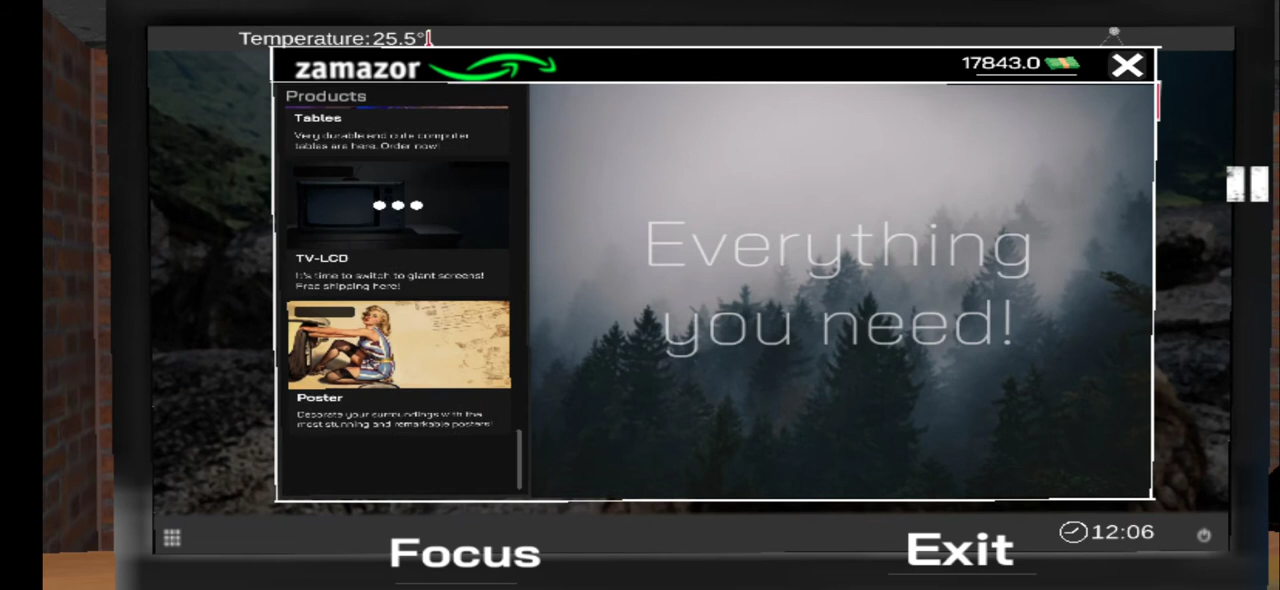 Temperature: 25.5°
zamazor
17843.0
Products
Tables
Very durable and cute computer
tables are here. Order now!
TV-LCD
It's time to switch to giant screens!
Free shipping here!
Everything
you need!
Poster
Decorate your surroundings with the
most stunning and remarkable posters!
12:06
Focus
Exit